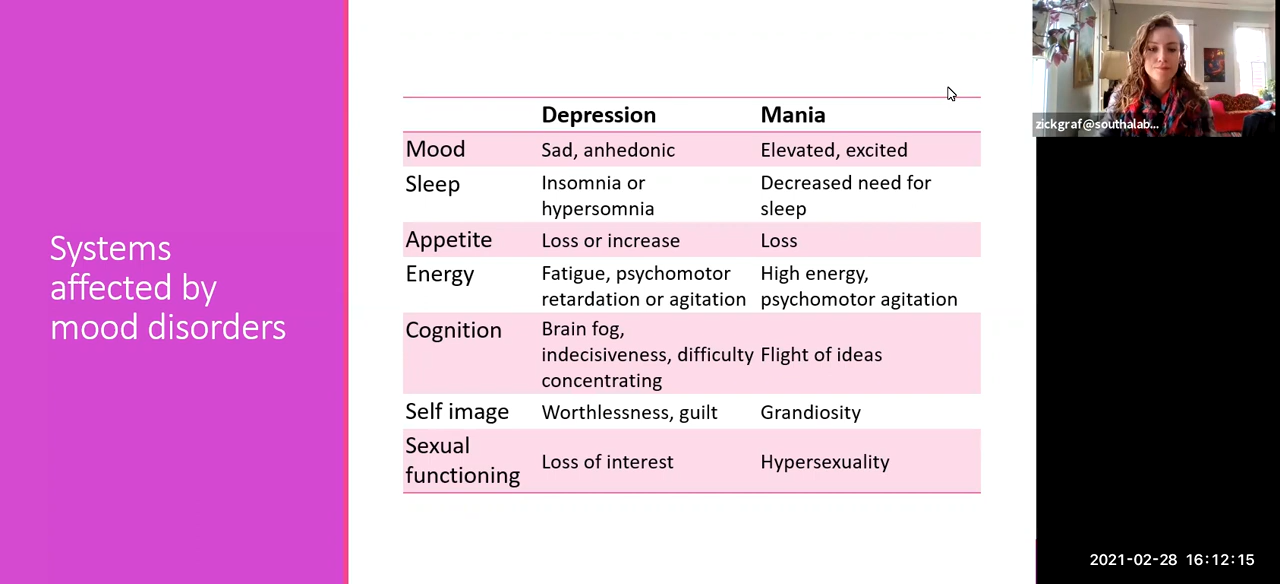 Systems
affected by
mood disorders
Depression Mania
Mood Sad, anhedonic Elevated, excited
Sleep Insomnia or Decreased need for
hypersomnia sleep
Appetite Loss or increase Loss
Energy Fatigue, psychomotor High energy,
retardation or agitation psychomotor agitation
Cognition Brain fog,
indecisiveness, difficulty Flight of ideas
concentrating
Self image Worthlessness, guilt Grandiosity
Sexual
functioning Loss of interest Hypersexuality
zickgraf@southalab...
2021-02-28 16:12:15